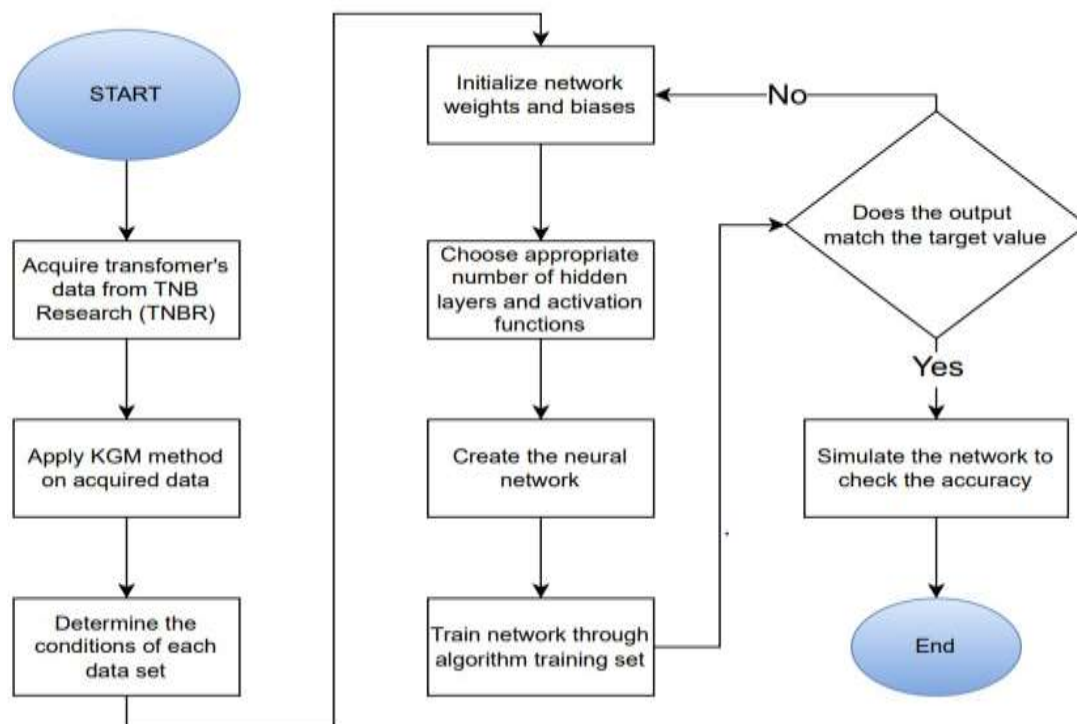 START
Acquire transfomer's
data from TNB
Research (TNBR)
Apply KGM method
on acquired data
Determine the
conditions of each
data set
Initialize network
weights and biases
Choose appropriate
number of hidden
layers and activation
functions
Create the neural
network
Train network through
algorithm training set
No
Does the output
match the target value
Yes
Simulate the network to
check the accuracy
End